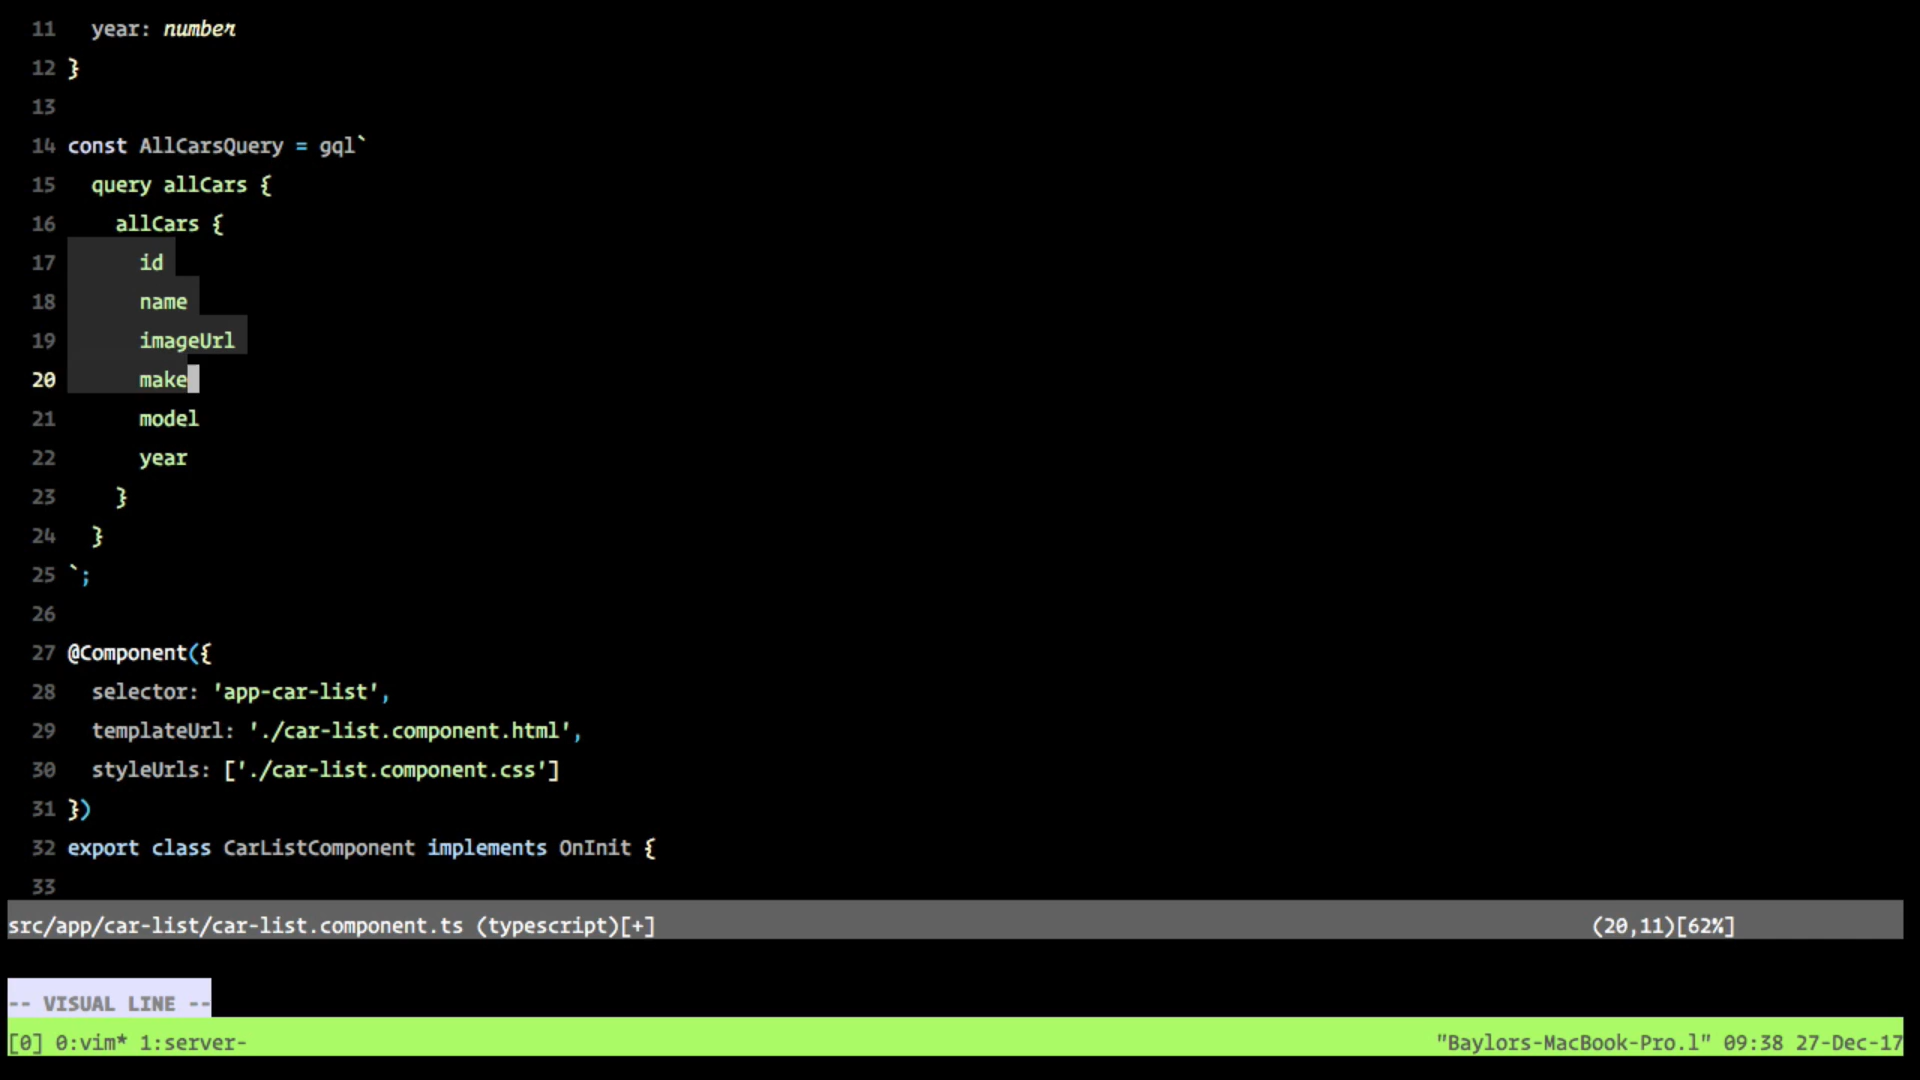 11 year: number
12 }
13
14 const AllCarsQuery = gql`
15 query allCars {
16 allCars {
17 id
18 name
19 imageUrl
20 make
21 model
22 year
23 }
24 }
25 `;
26
27 @Component({
28 selector: 'app-car-list',
29 templateUrl: './car-list.component.html',
30 styleUrls: ['./car-list.component.css']
31 })
32 export class CarListComponent implements OnInit {
33
src/app/car-list/car-list.component.ts (typescript)[+] (20,11)[62%]
-- VISUAL LINE --
[0] 0:vim* 1:server- "Baylors-MacBook-Pro.l" 09:38 27-Dec-17